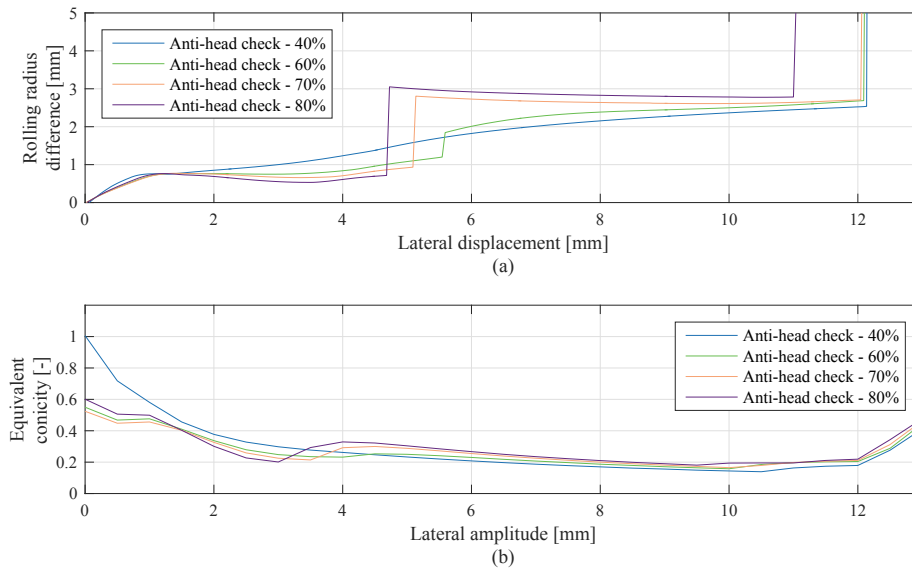 5
4
3
2
1
0
Rolling radius
difference [mm]
Anti-head check - 40%
Anti-head check - 60%
Anti-head check - 70%
Anti-head check - 80%
0 2 4 6 8 10 12
Lateral displacement [mm]
(a)
1
0.8
0.6
0.4
0.2
0
Equivalent
conicity [-]
Anti-head check - 40%
Anti-head check - 60%
Anti-head check - 70%
Anti-head check - 80%
0 2 4 6 8 10 12
Lateral amplitude [mm]
(b)